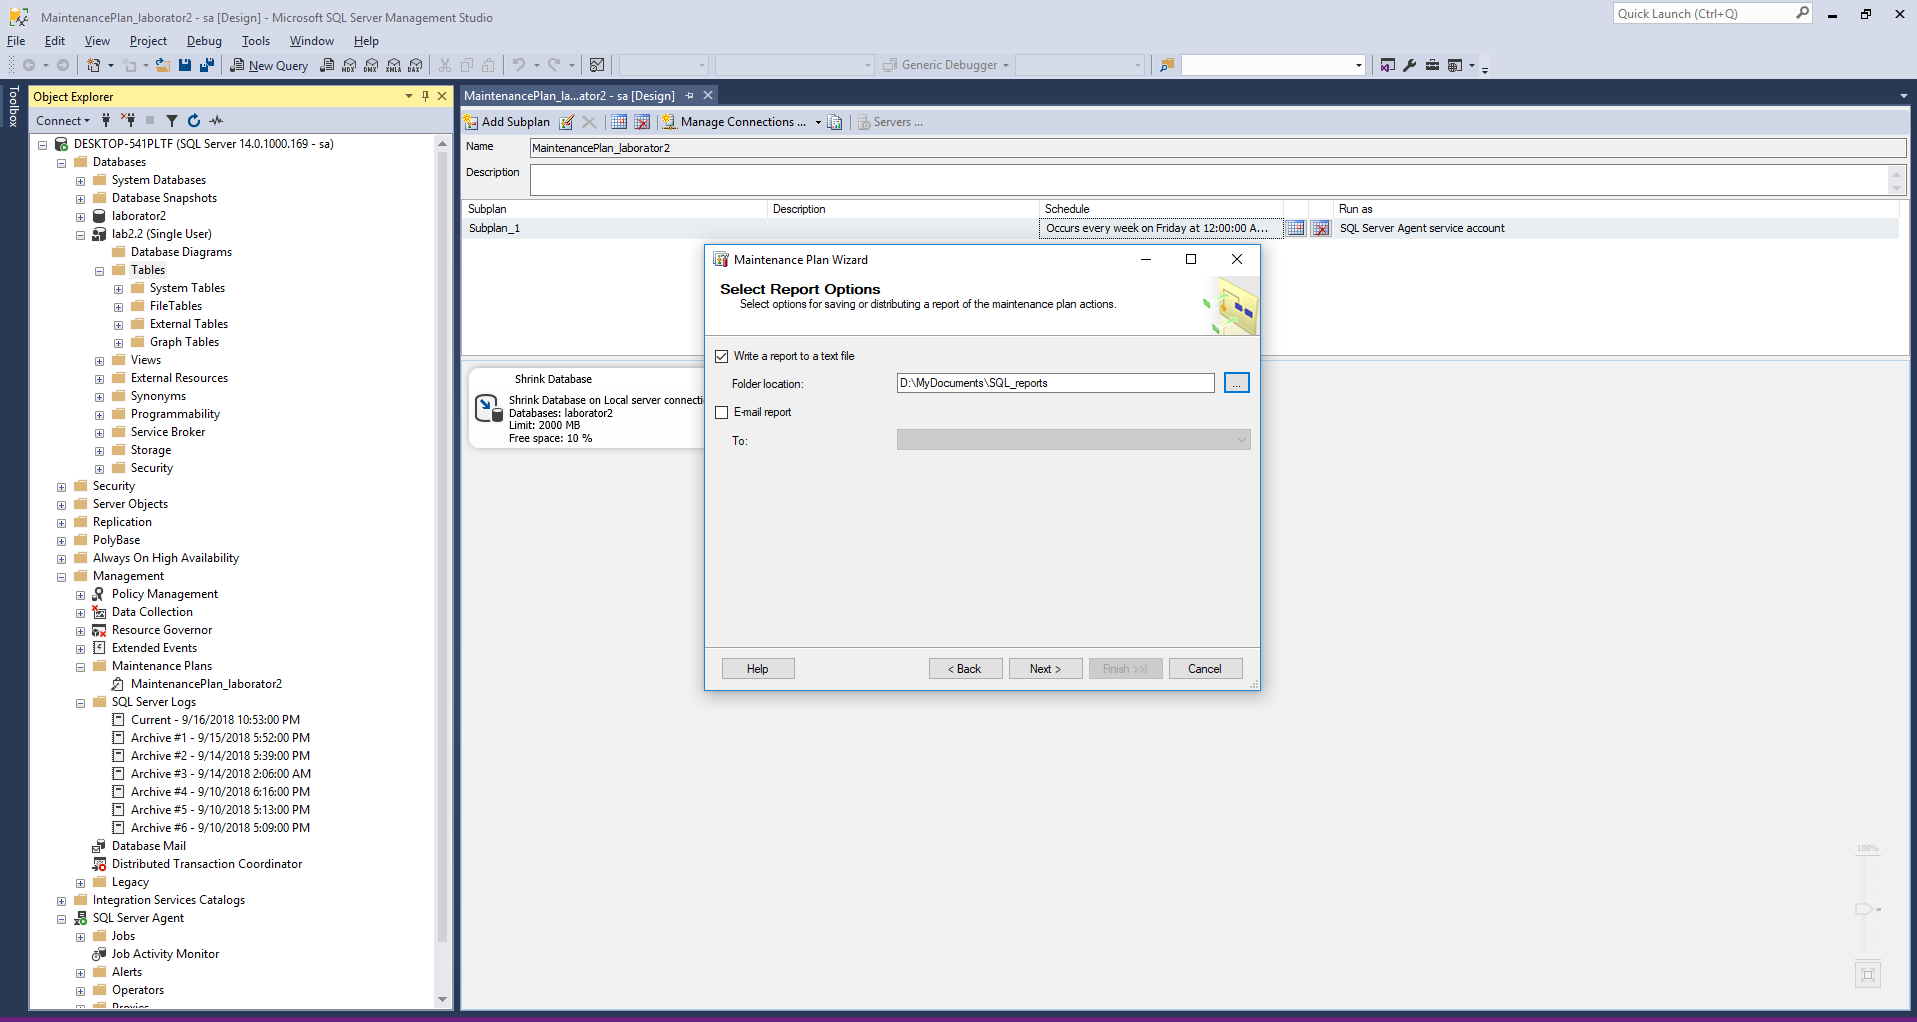 MaintenancePlan_laborator2 - sa [Design] - Microsoft SQL Server Management Studio
Quick Launch (Ctrl+Q)
File Edit View Project Debug Tools Window Help
New Query
MDX DMX XMLA DAX
Generic Debugger
Toolbox
Object Explorer
Connect
DESKTOP-541PLTF (SQL Server 14.0.1000.169 - sa)
Databases
System Databases
Database Snapshots
laborator2
lab2.2 (Single User)
Database Diagrams
Tables
System Tables
FileTables
External Tables
Graph Tables
Views
External Resources
Synonyms
Programmability
Service Broker
Storage
Security
Security
Server Objects
Replication
PolyBase
Always On High Availability
Management
Policy Management
Data Collection
Resource Governor
Extended Events
Maintenance Plans
MaintenancePlan_laborator2
SQL Server Logs
Current - 9/16/2018 10:53:00 PM
Archive #1 - 9/15/2018 5:52:00 PM
Archive #2 - 9/14/2018 5:39:00 PM
Archive #3 - 9/14/2018 2:06:00 AM
Archive #4 - 9/10/2018 6:16:00 PM
Archive #5 - 9/10/2018 5:13:00 PM
Archive #6 - 9/10/2018 5:09:00 PM
Database Mail
Distributed Transaction Coordinator
Legacy
Integration Services Catalogs
SQL Server Agent
Jobs
Job Activity Monitor
Alerts
Operators
Proxies
MaintenancePlan_la...ator2 - sa [Design]
Add Subplan Manage Connections ... Servers ...
Name MaintenancePlan_laborator2
Description
Subplan Description Schedule Run as
Subplan_1 Occurs every week on Friday at 12:00:00 A... SQL Server Agent service account
Shrink Database
Shrink Database on Local server connecti
Databases: laborator2
Limit: 2000 MB
Free space: 10 %
Maintenance Plan Wizard
Select Report Options
Select options for saving or distributing a report of the maintenance plan actions.
Write a report to a text file
Folder location: D:\MyDocuments\SQL_reports ...
E-mail report
To:
Help < Back Next > Finish >>| Cancel
100%